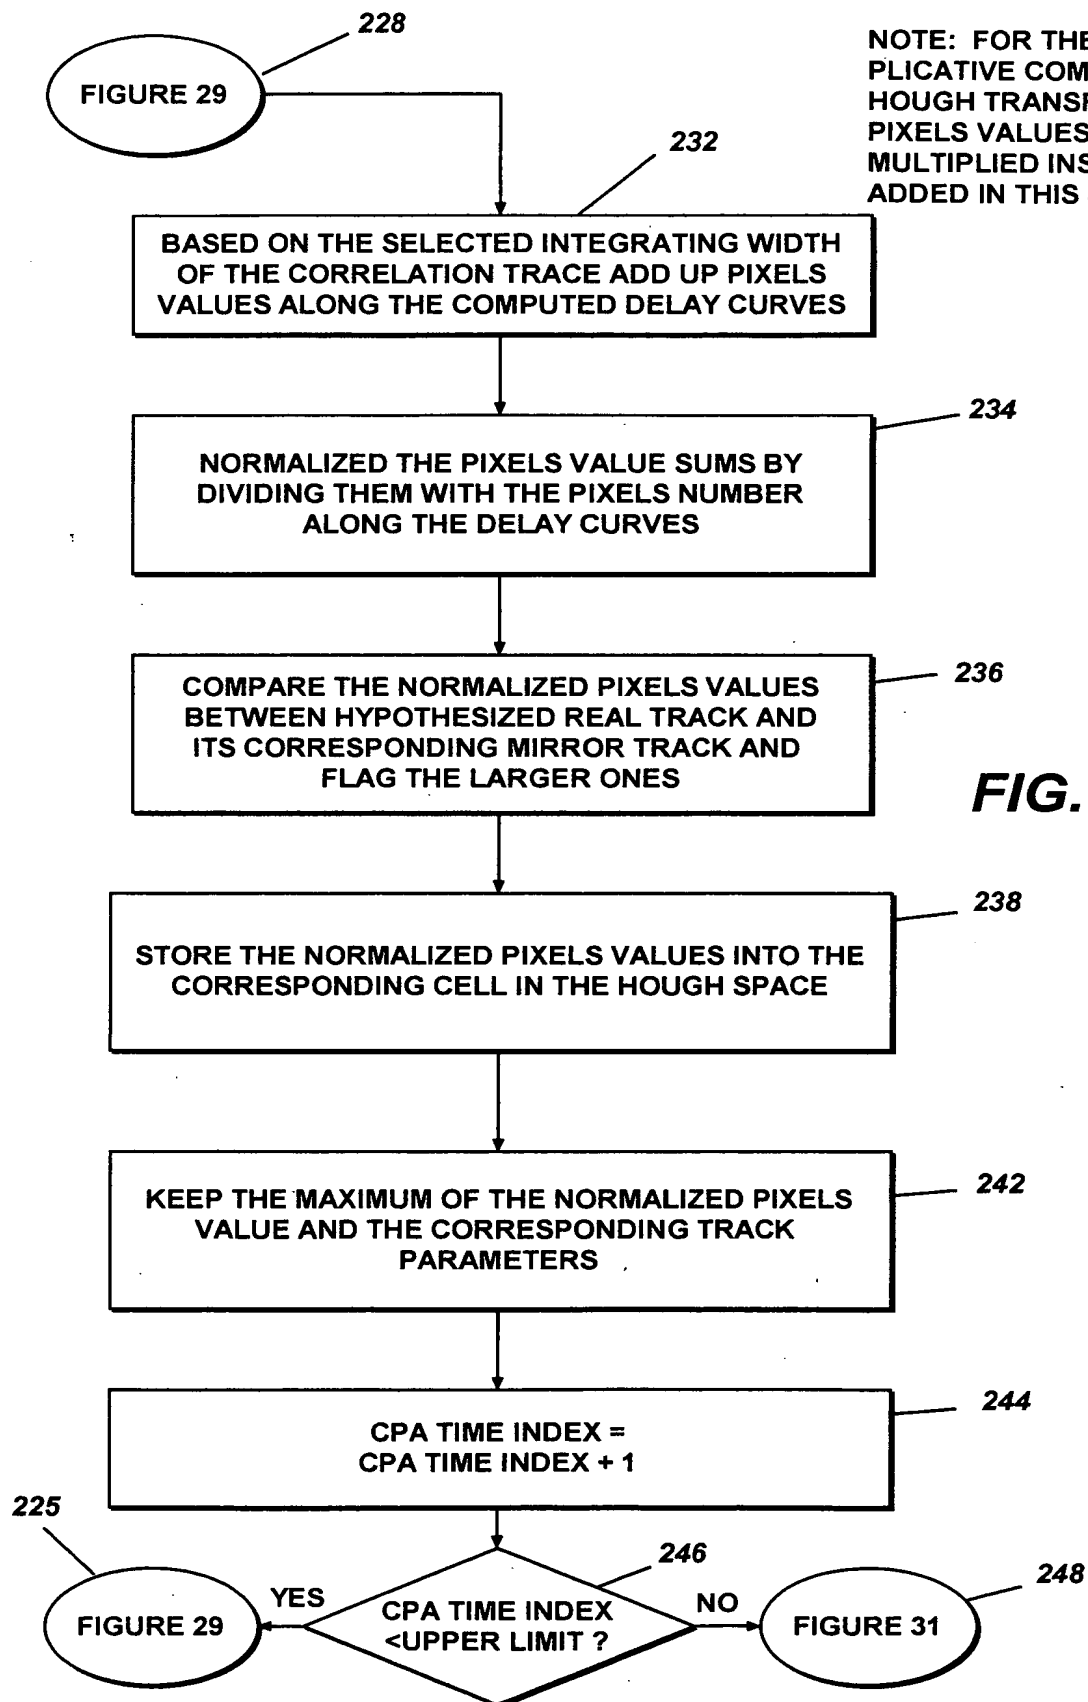 228
FIGURE 29
NOTE: FOR THE
PLICATIVE COM
HOUGH TRANSF
PIXELS VALUES
MULTIPLIED INS
ADDED IN THIS
232
BASED ON THE SELECTED INTEGRATING WIDTH
OF THE CORRELATION TRACE ADD UP PIXELS
VALUES ALONG THE COMPUTED DELAY CURVES
234
NORMALIZED THE PIXELS VALUE SUMS BY
DIVIDING THEM WITH THE PIXELS NUMBER
ALONG THE DELAY CURVES
236
COMPARE THE NORMALIZED PIXELS VALUES
BETWEEN HYPOTHESIZED REAL TRACK AND
ITS CORRESPONDING MIRROR TRACK AND
FLAG THE LARGER ONES
FIG.
238
STORE THE NORMALIZED PIXELS VALUES INTO THE
CORRESPONDING CELL IN THE HOUGH SPACE
242
KEEP THE MAXIMUM OF THE NORMALIZED PIXELS
VALUE AND THE CORRESPONDING TRACK
PARAMETERS
244
CPA TIME INDEX =
CPA TIME INDEX + 1
225
FIGURE 29
YES
246
CPA TIME INDEX
<UPPER LIMIT ?
NO
248
FIGURE 31